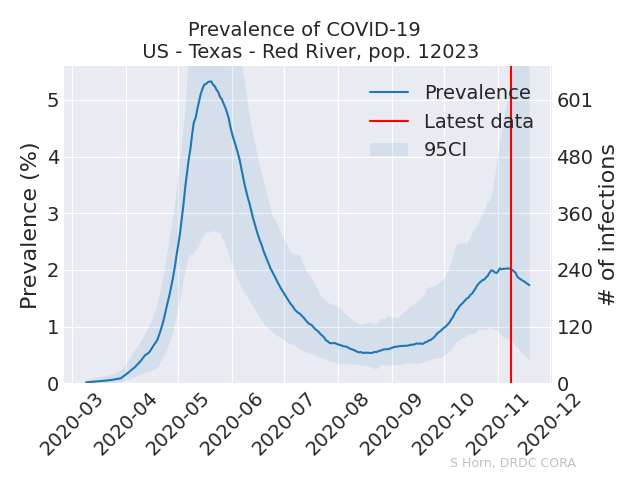 Prevalence of COVID-19
US - Texas - Red River, pop. 12023
Prevalence (%)
5
4
3
2
1
0
Prevalence
Latest data
95CI
601
480
360
240
120
0
# of infections
2020-03
2020-04
2020-05
2020-06
2020-07
2020-08
2020-09
2020-10
2020-11
2020-12
S Horn, DRDC CORA